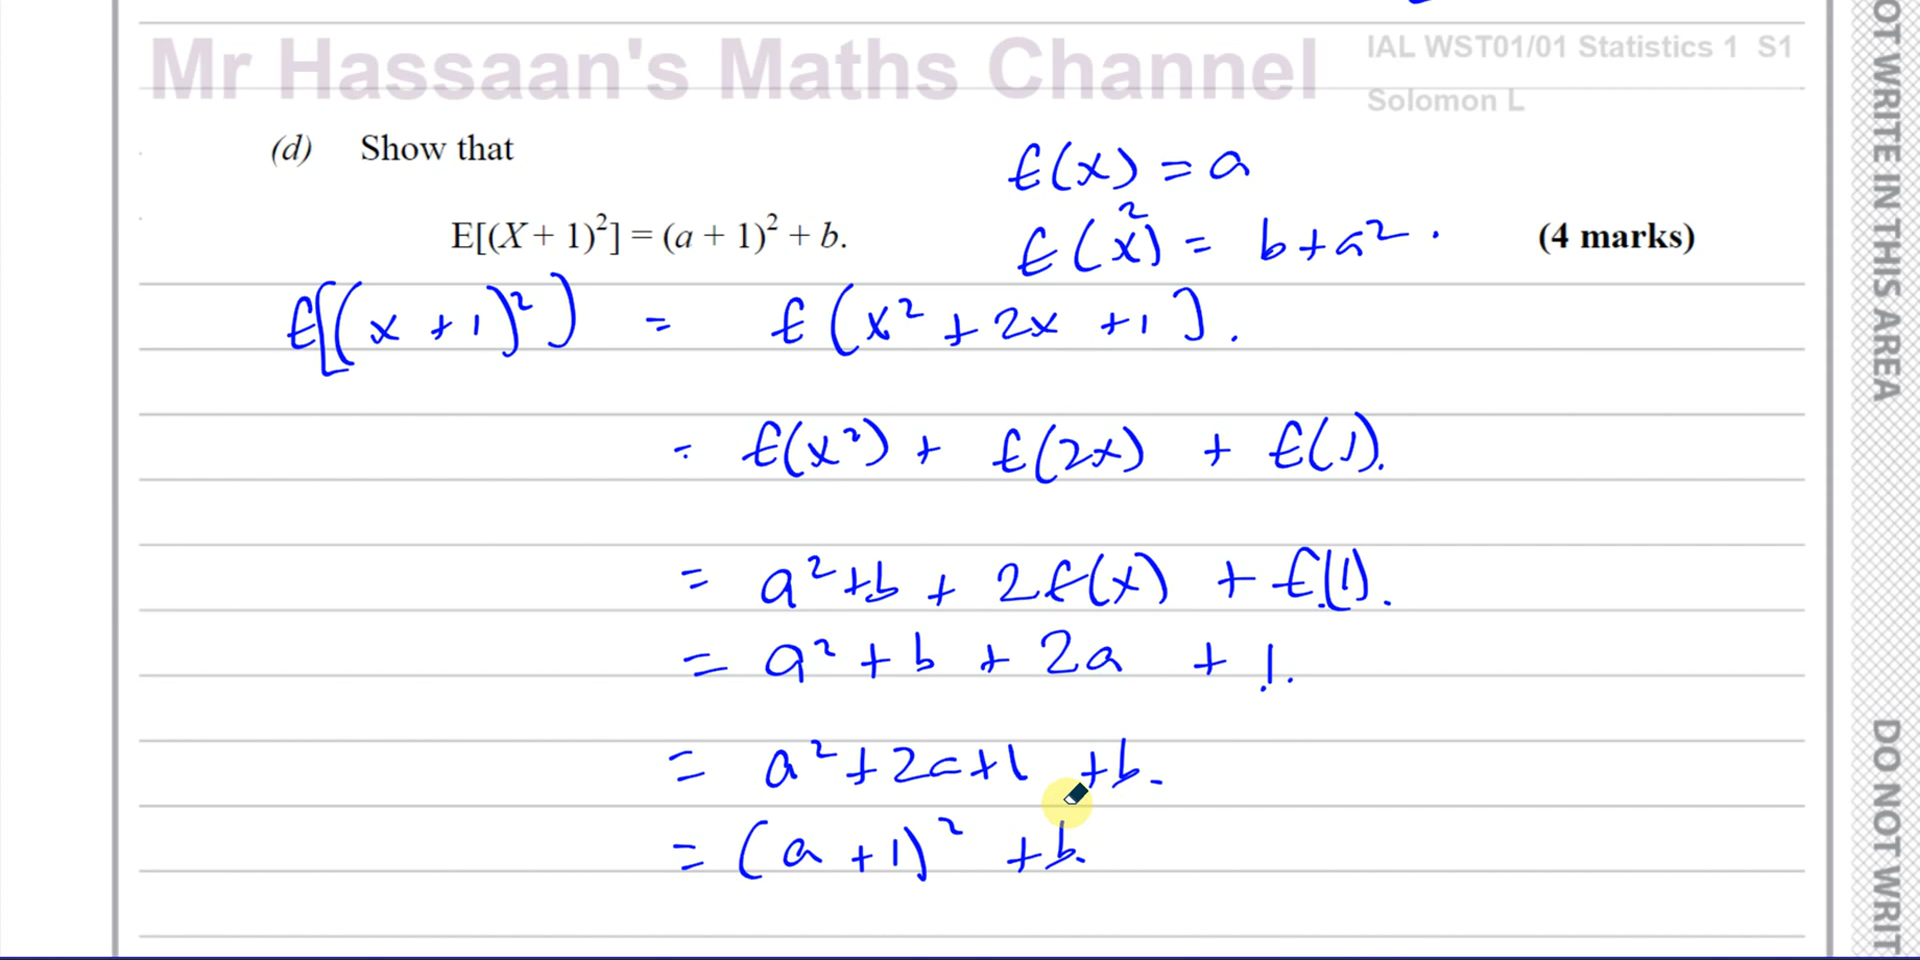 Mr Hassaan's Maths Channel
IAL WST01/01 Statistics 1 S1
Solomon L
(d) Show that
E(x) = a
E[(X + 1)²] = (a + 1)² + b.
E(x²) = b + a².
(4 marks)
E[(x + 1)²) = E(x² + 2x + 1].
= E(x²) + E(2x) + E(1).
= a² + b + 2E(x) + E(1).
= a² + b + 2a + 1.
= a² + 2a + 1 + b.
= (a + 1)² + b.
OT WRITE IN THIS AREA
DO NOT WRIT